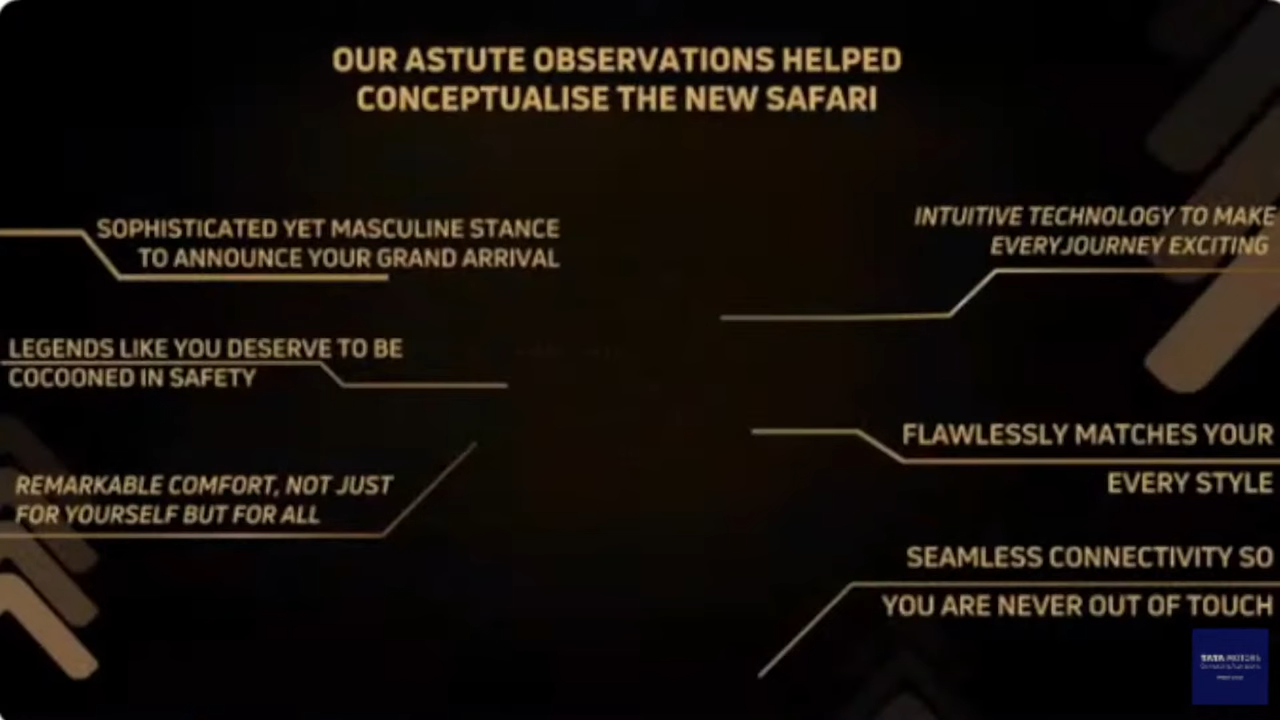 OUR ASTUTE OBSERVATIONS HELPED
CONCEPTUALISE THE NEW SAFARI
SOPHISTICATED YET MASCULINE STANCE
TO ANNOUNCE YOUR GRAND ARRIVAL
LEGENDS LIKE YOU DESERVE TO BE
COCOONED IN SAFETY
REMARKABLE COMFORT, NOT JUST
FOR YOURSELF BUT FOR ALL
INTUITIVE TECHNOLOGY TO MAKE
EVERYJOURNEY EXCITING
FLAWLESSLY MATCHES YOUR
EVERY STYLE
SEAMLESS CONNECTIVITY SO
YOU ARE NEVER OUT OF TOUCH
TATA MOTORS